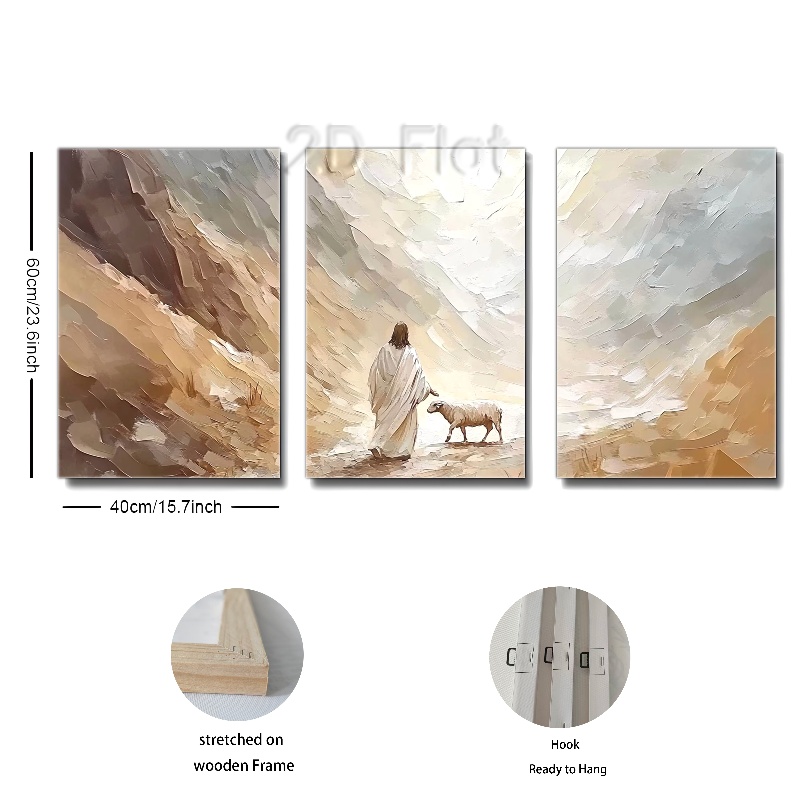 2D Flat
60cm/23.6inch
40cm/15.7inch
stretched on
wooden Frame
Hook
Ready to Hang